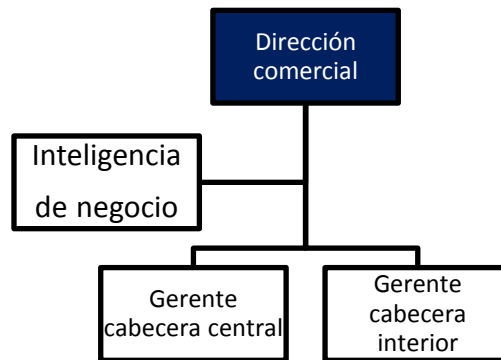 Dirección
comercial
Inteligencia
de negocio
Gerente
cabecera central
Gerente
cabecera
interior